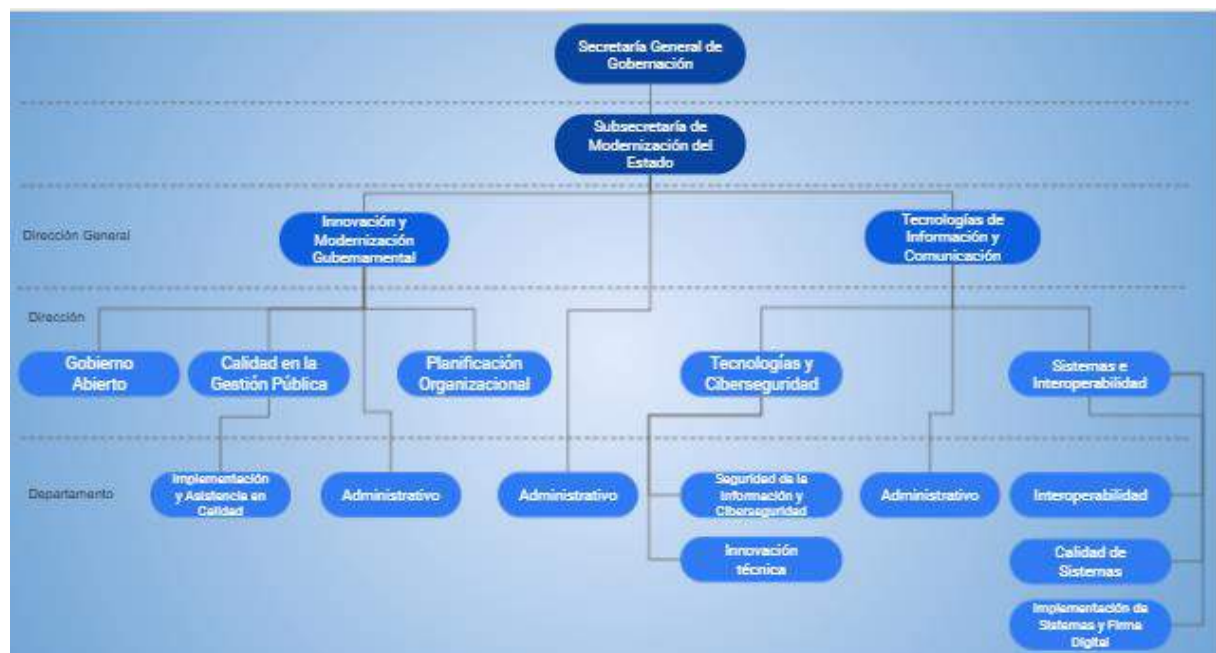 Secretaría General de
Gobernación
Subsecretaría de
Modernización del
Estado
Dirección General
Innovación y
Modernización
Gubernamental
Tecnologías de
Información y
Comunicación
Dirección
Gobierno
Abierto
Calidad en la
Gestión Pública
Planificación
Organizacional
Tecnologías y
Ciberseguridad
Sistemas e
Interoperabilidad
Departamento
Implementación
y Asistencia en
Calidad
Administrativo
Administrativo
Seguridad de la
Información y
Ciberseguridad
Administrativo
Interoperabilidad
Innovación
técnica
Calidad de
Sistemas
Implementación de
Sistemas y Firma
Digital